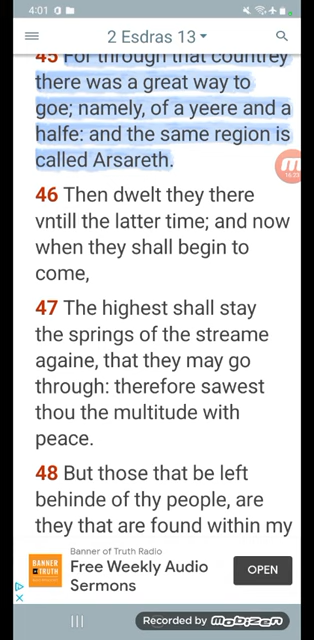 4:01
2 Esdras 13
45 For through that countrey
there was a great way to
goe; namely, of a yeere and a
halfe: and the same region is
called Arsareth.
46 Then dwelt they there
vntill the latter time; and now
when they shall begin to
come,
47 The highest shall stay
the springs of the streame
againe, that they may go
through: therefore sawest
thou the multitude with
peace.
48 But those that be left
behinde of thy people, are
they that are found within my
Banner of Truth Radio
Free Weekly Audio
Sermons
BANNER
of TRUTH
OPEN
Recorded by mobizen